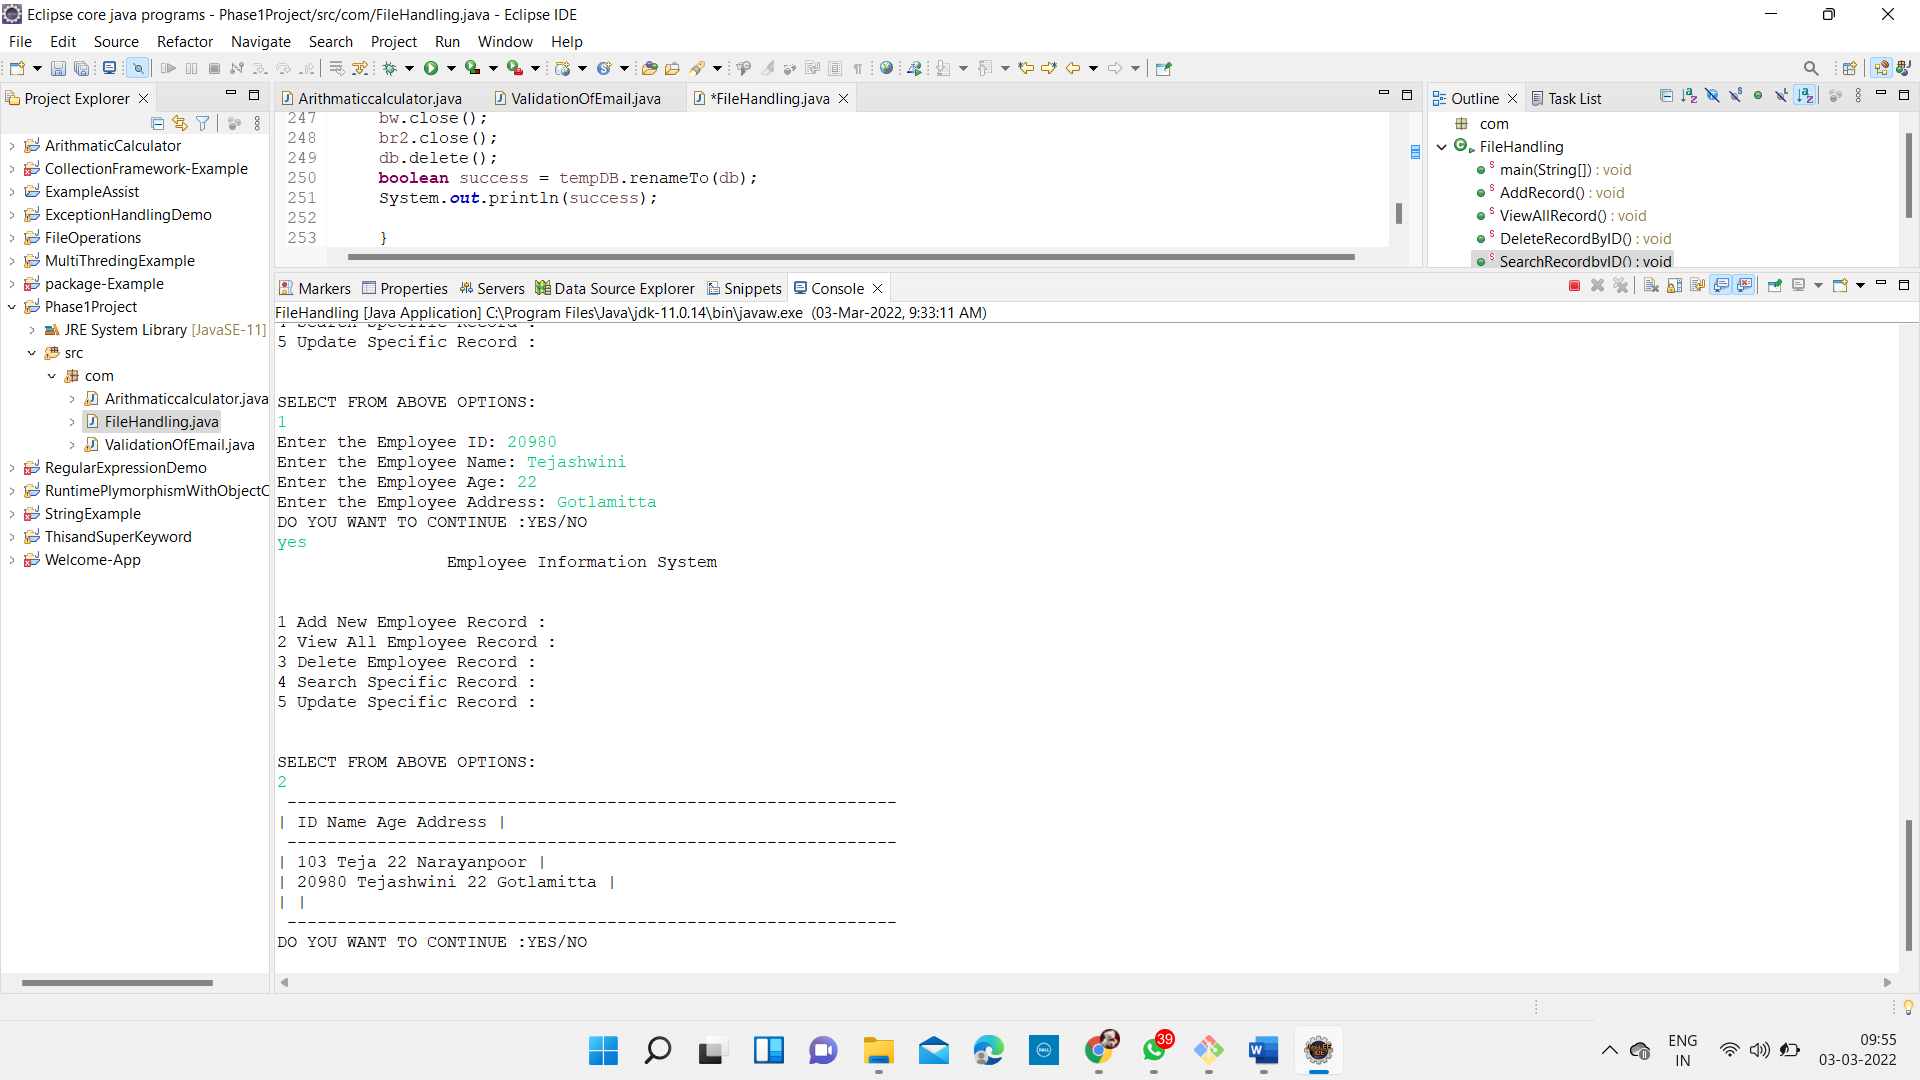 Eclipse core java programs - Phase1Project/src/com/FileHandling.java - Eclipse IDE
File Edit Source Refactor Navigate Search Project Run Window Help
Project Explorer
ArithmaticCalculator
CollectionFramework-Example
ExampleAssist
ExceptionHandlingDemo
FileOperations
MultiThredingExample
package-Example
Phase1Project
JRE System Library [JavaSE-11]
src
com
Arithmaticcalculator.java
FileHandling.java
ValidationOfEmail.java
RegularExpressionDemo
RuntimePlymorphismWithObjectC
StringExample
ThisandSuperKeyword
Welcome-App
Arithmaticcalculator.java ValidationOfEmail.java *FileHandling.java
247 bw.close();
248 br2.close();
249 db.delete();
250 boolean success = tempDB.renameTo(db);
251 System.out.println(success);
252
253 }
Outline Task List
com
FileHandling
main(String[]) : void
AddRecord() : void
ViewAllRecord() : void
DeleteRecordByID() : void
SearchRecordbyID() : void
Markers Properties Servers Data Source Explorer Snippets Console
FileHandling [Java Application] C:\Program Files\Java\jdk-11.0.14\bin\javaw.exe (03-Mar-2022, 9:33:11 AM)
4 Search Specific Record :
5 Update Specific Record :
SELECT FROM ABOVE OPTIONS:
1
Enter the Employee ID: 20980
Enter the Employee Name: Tejashwini
Enter the Employee Age: 22
Enter the Employee Address: Gotlamitta
DO YOU WANT TO CONTINUE :YES/NO
yes
Employee Information System
1 Add New Employee Record :
2 View All Employee Record :
3 Delete Employee Record :
4 Search Specific Record :
5 Update Specific Record :
SELECT FROM ABOVE OPTIONS:
2
--------------------------------------------------------------
| ID Name Age Address |
--------------------------------------------------------------
| 103 Teja 22 Narayanpoor |
| 20980 Tejashwini 22 Gotlamitta |
| |
--------------------------------------------------------------
DO YOU WANT TO CONTINUE :YES/NO
39
ENG
IN
09:55
03-03-2022